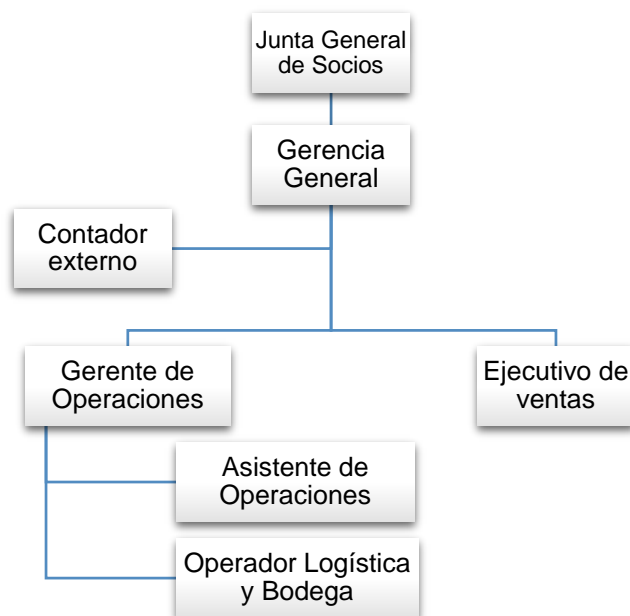 Junta General
de Socios
Gerencia
General
Contador
externo
Gerente de
Operaciones
Ejecutivo de
ventas
Asistente de
Operaciones
Operador Logística
y Bodega